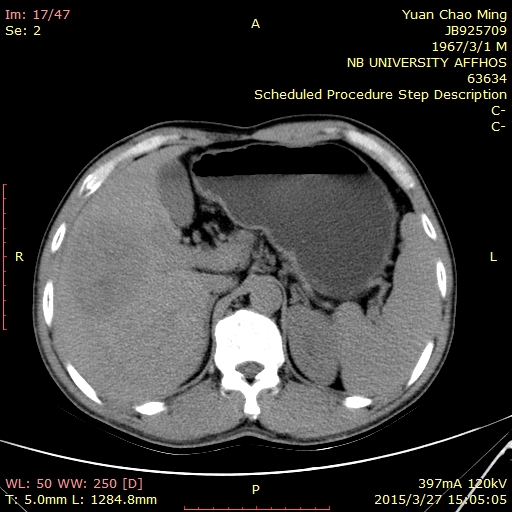 Im: 17/47
Se: 2
A
Yuan Chao Ming
JB925709
1967/3/1 M
NB UNIVERSITY AFFHOS
63634
Scheduled Procedure Step Description
C-
C-
R
L
WL: 50 WW: 250 [D]
T: 5.0mm L: 1284.8mm
P
397mA 120kV
2015/3/27 15:05:05